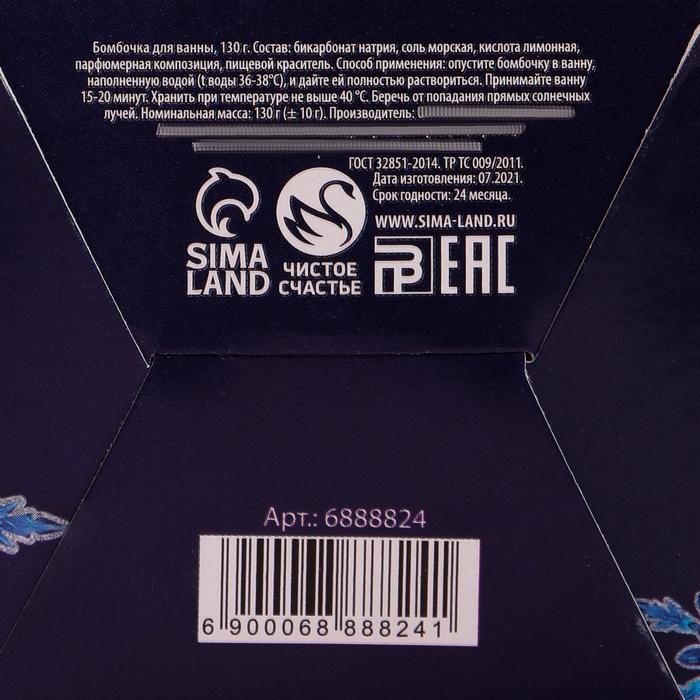 Бомбочка для ванны, 130 г. Состав: бикарбонат натрия, соль морская, кислота лимонная,
парфюмерная композиция, пищевой краситель. Способ применения: опустите бомбочку в ванну,
наполненную водой (t воды 36-38°C), и дайте ей полностью раствориться. Принимайте ванну
15-20 минут. Хранить при температуре не выше 40 °C. Беречь от попадания прямых солнечных
лучей. Номинальная масса: 130 г (± 10 г). Производитель:
ГОСТ 32851-2014. ТР ТС 009/2011.
Дата изготовления: 07.2021.
Срок годности: 24 месяца.
WWW.SIMA-LAND.RU
SIMA
LAND
ЧИСТОЕ
СЧАСТЬЕ
EAC
Арт.: 6888824
6 900068 888241